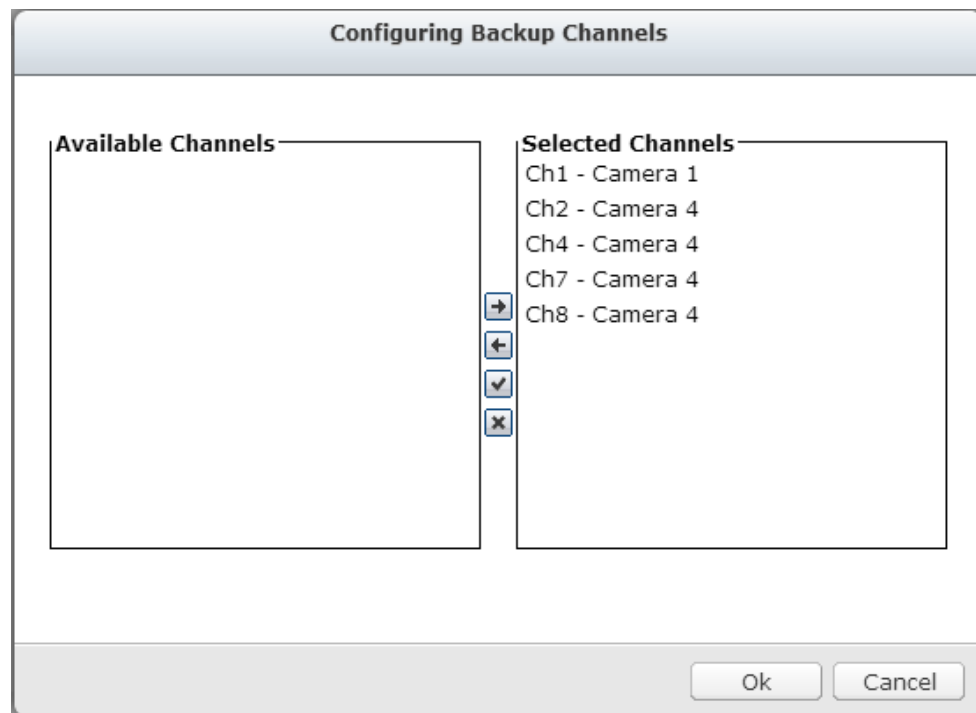 Configuring Backup Channels
Available Channels
Selected Channels
Ch1 - Camera 1
Ch2 - Camera 4
Ch4 - Camera 4
Ch7 - Camera 4
Ch8 - Camera 4
Ok
Cancel